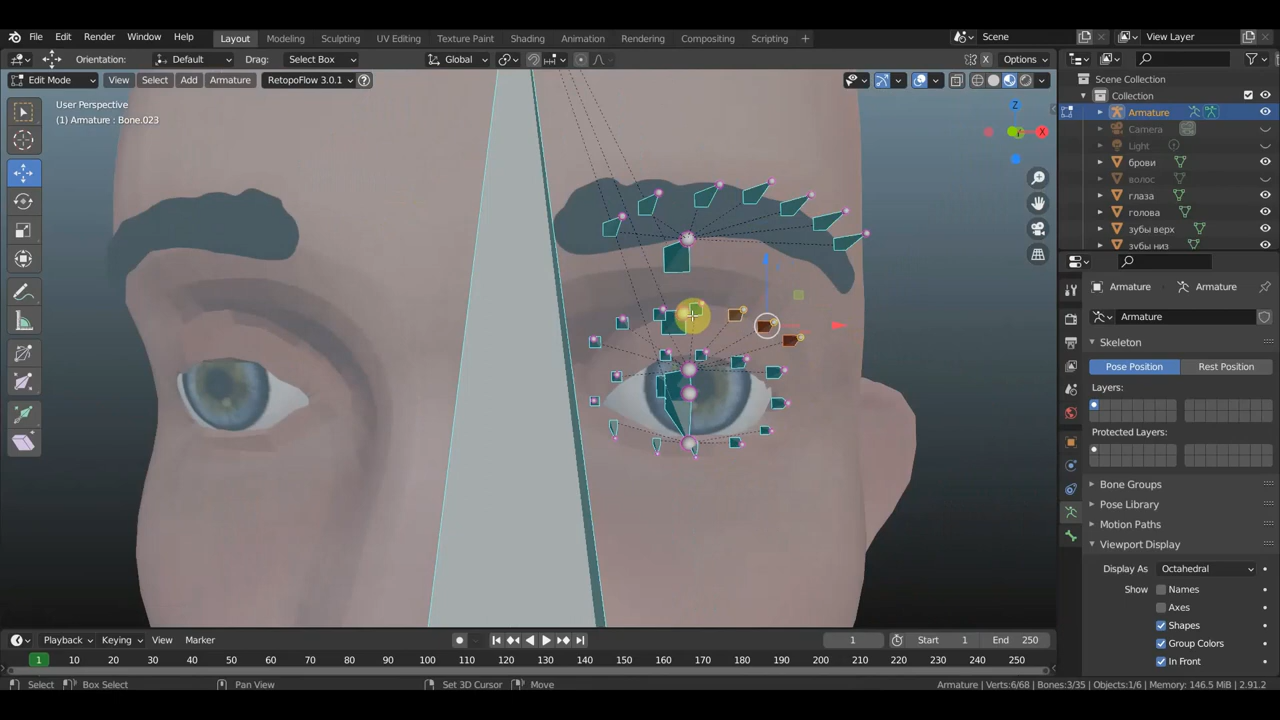 File Edit Render Window Help Layout Modeling Sculpting UV Editing Texture Paint Shading Animation Rendering Compositing Scripting + Scene View Layer
Orientation: Default Drag: Select Box Global X Options
Edit Mode View Select Add Armature RetopoFlow 3.0.1
User Perspective
(1) Armature : Bone.023
Z
X
Scene Collection
Collection
Armature
Camera
Light
брови
волос
глаза
голова
зубы верх
зубы низ
Armature Armature
Armature
Skeleton
Pose Position Rest Position
Layers:
Protected Layers:
Bone Groups
Pose Library
Motion Paths
Viewport Display
Display As Octahedral
Show Names
Axes
Shapes
Group Colors
In Front
Playback Keying View Marker 1 Start 1 End 250
1 10 20 30 40 50 60 70 80 90 100 110 120 130 140 150 160 170 180 190 200 210 220 230 240 250
Select Box Select Pan View Set 3D Cursor Move Armature | Verts:6/68 | Bones:3/35 | Objects:1/6 | Memory: 146.5 MiB | 2.91.2